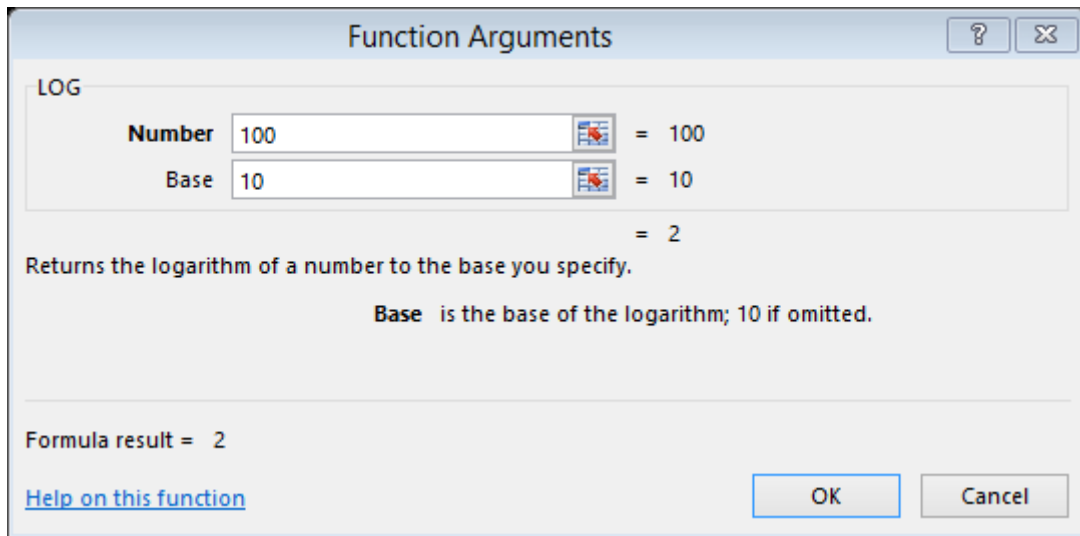 Function Arguments
LOG
Number 100 = 100
Base 10 = 10
= 2
Returns the logarithm of a number to the base you specify.
Base is the base of the logarithm; 10 if omitted.
Formula result = 2
Help on this function OK Cancel